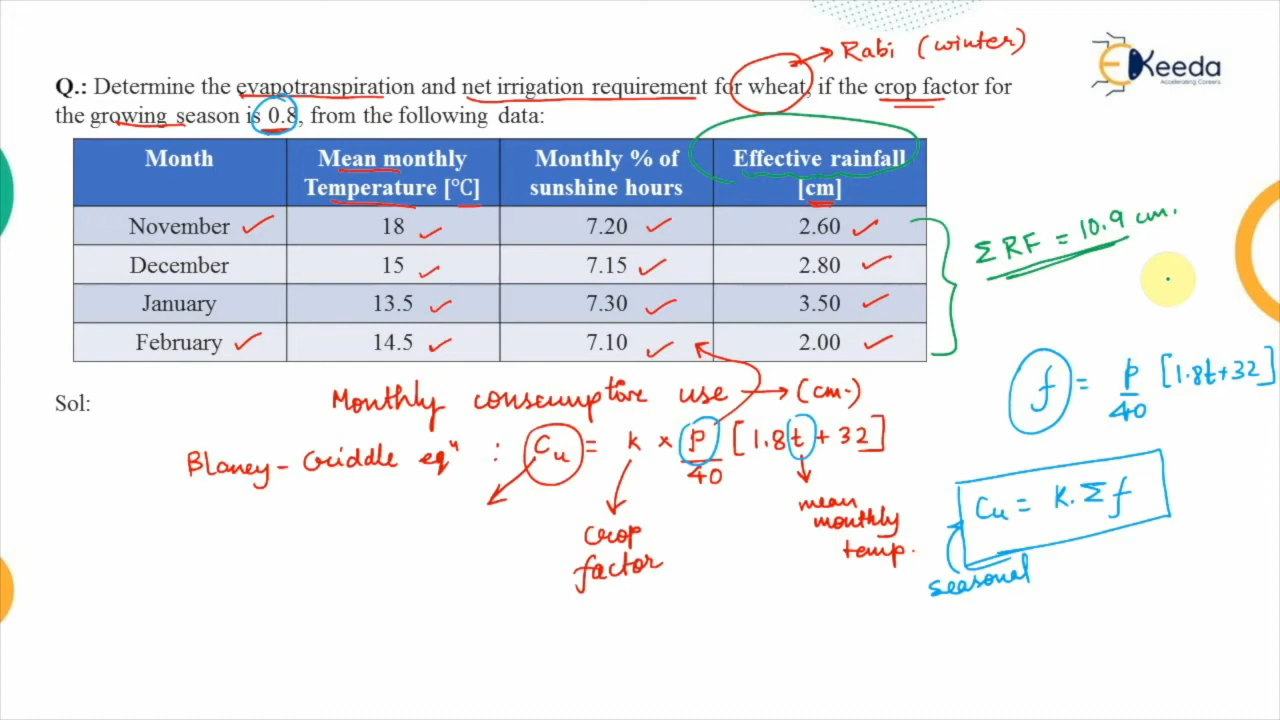 Rabi (winter)
EKeeda
Accelerating Careers
Q.: Determine the evapotranspiration and net irrigation requirement for wheat, if the crop factor for
the growing season is 0.8, from the following data:
Month Mean monthly Temperature [°C] Monthly % of sunshine hours Effective rainfall [cm]
November 18 7.20 2.60
December 15 7.15 2.80
January 13.5 7.30 3.50
February 14.5 7.10 2.00
Σ RF = 10.9 cm.
f = p/40 [1.8t+32]
Sol:
Monthly consumptive use → (cm.)
Blaney-Criddle eqⁿ : Cu = k × p/40 [1.8t + 32]
crop
factor
mean
monthly
temp.
Cu = K. Σ f
seasonal